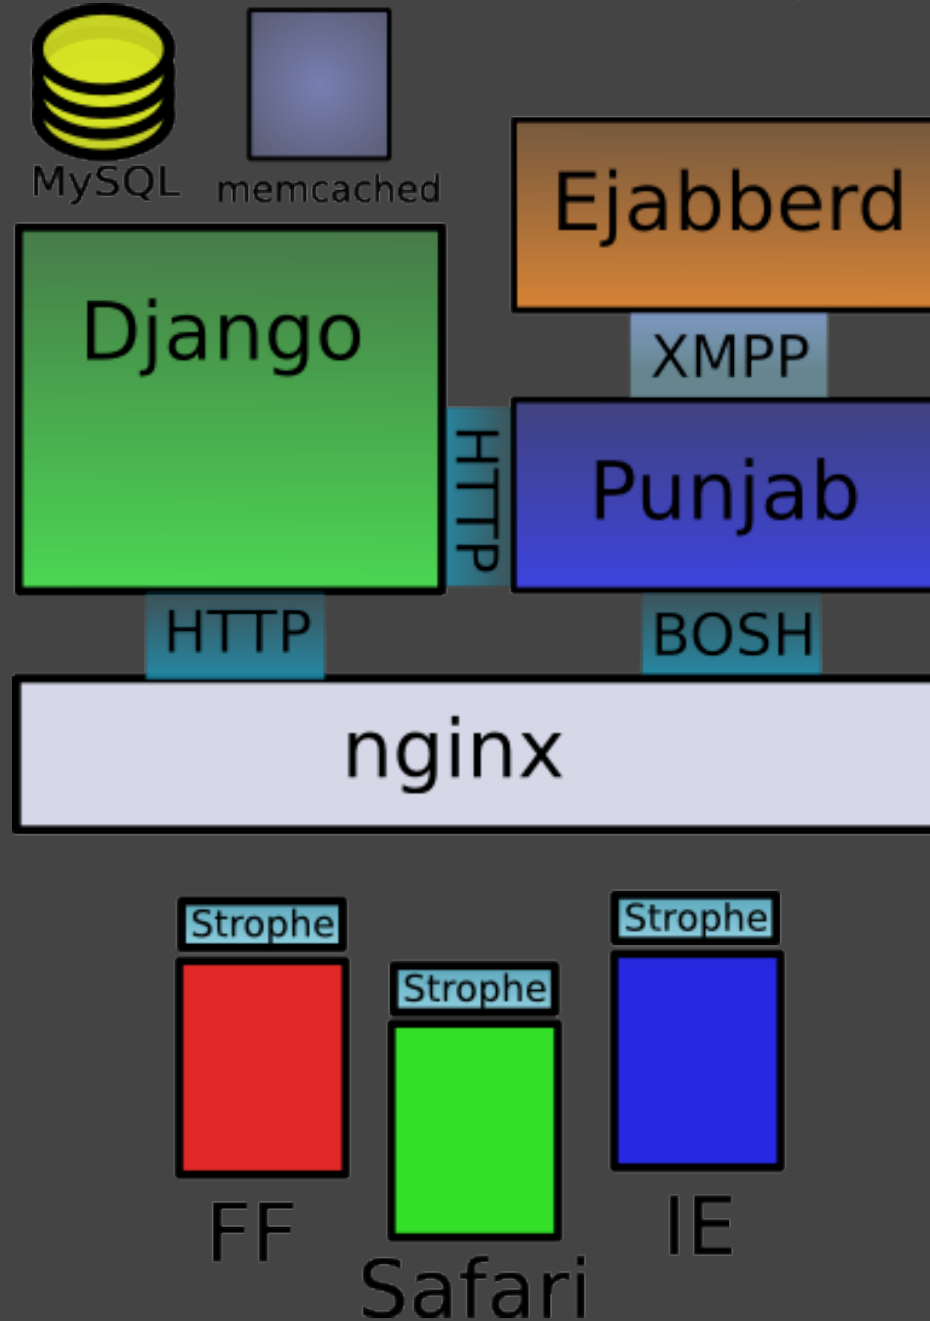 MySQL
memcached
Ejabberd
Django
XMPP
HTTP
Punjab
HTTP
BOSH
nginx
Strophe
Strophe
Strophe
FF
IE
Safari